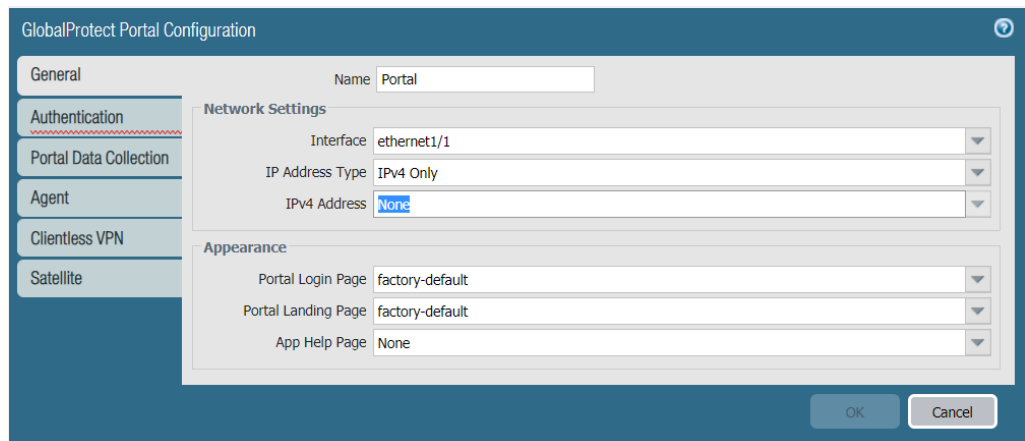 GlobalProtect Portal Configuration
General
Authentication
Portal Data Collection
Agent
Clientless VPN
Satellite
Name Portal
Network Settings
Interface ethernet1/1
IP Address Type IPv4 Only
IPv4 Address None
Appearance
Portal Login Page factory-default
Portal Landing Page factory-default
App Help Page None
OK Cancel